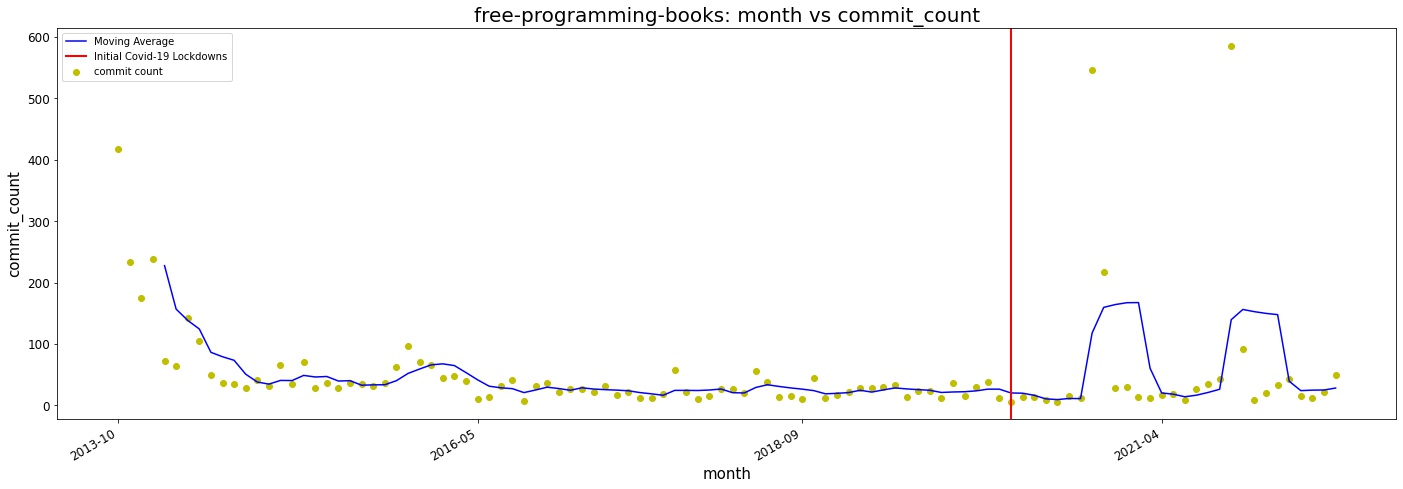 free-programming-books: month vs commit_count
Moving Average
Initial Covid-19 Lockdowns
commit count
commit_count
600
500
400
300
200
100
0
2013-10
2016-05
2018-09
2021-04
month